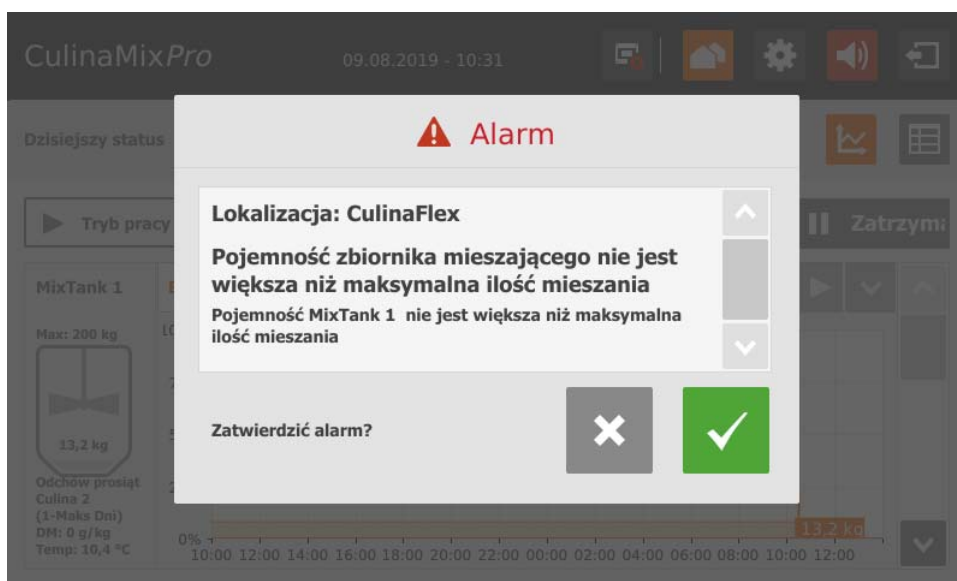 CulinaMixPro
09.08.2019 - 10:31
Alarm
Dzisiejszy status
Lokalizacja: CulinaFlex
Pojemność zbiornika mieszającego nie jest
większa niż maksymalna ilość mieszania
Pojemność MixTank 1 nie jest większa niż maksymalna
ilość mieszania
Zatwierdzić alarm?
Tryb pracy
Zatrzym
MixTank 1
Max: 200 kg
13,2 kg
Odchów prosiąt
Culina 2
(1-Maks Dni)
DM: 0 g/kg
Temp: 10,4 ºC
0%
13,2 kg
10:00 12:00 14:00 16:00 18:00 20:00 22:00 00:00 02:00 04:00 06:00 08:00 10:00 12:00